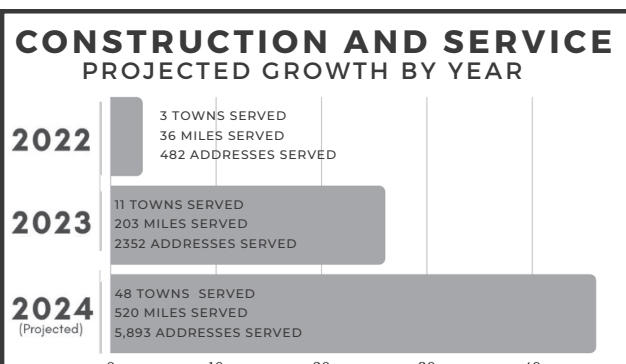 CONSTRUCTION AND SERVICE
PROJECTED GROWTH BY YEAR
2022
3 TOWNS SERVED
36 MILES SERVED
482 ADDRESSES SERVED
2023
11 TOWNS SERVED
203 MILES SERVED
2352 ADDRESSES SERVED
2024
(Projected)
48 TOWNS SERVED
520 MILES SERVED
5,893 ADDRESSES SERVED